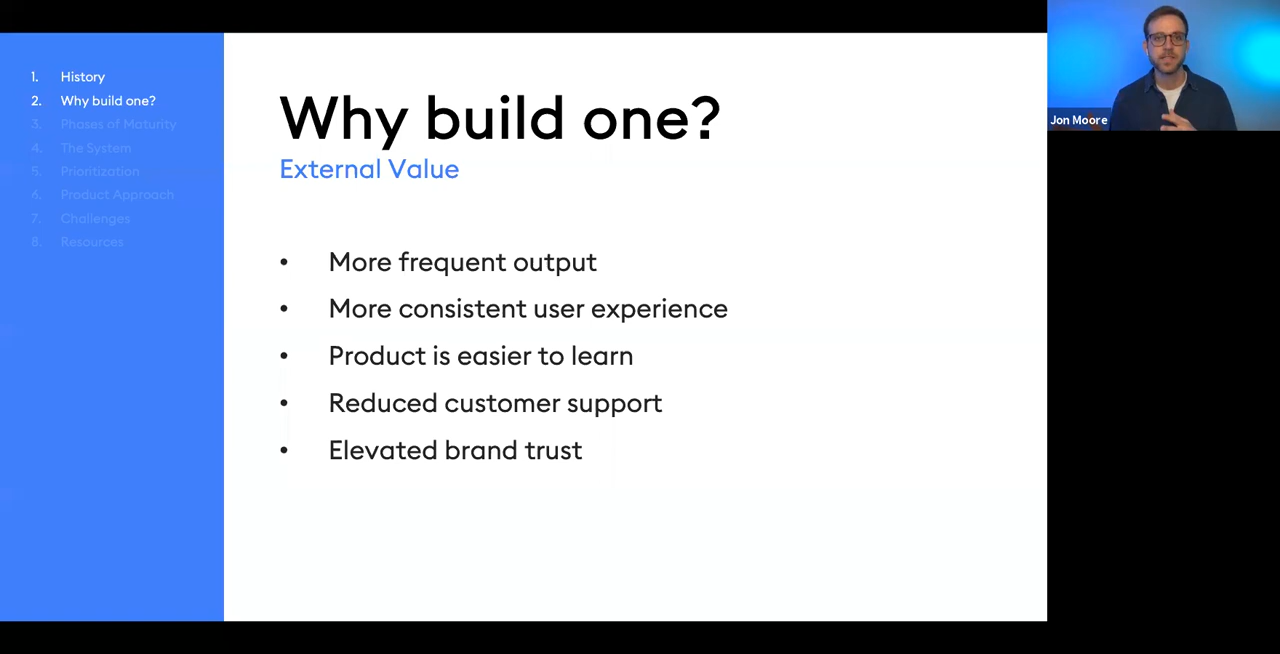 1. History
2. Why build one?
3. Phases of Maturity
4. The System
5. Prioritization
6. Product Approach
7. Challenges
8. Resources
Why build one?
External Value
• More frequent output
• More consistent user experience
• Product is easier to learn
• Reduced customer support
• Elevated brand trust
Jon Moore